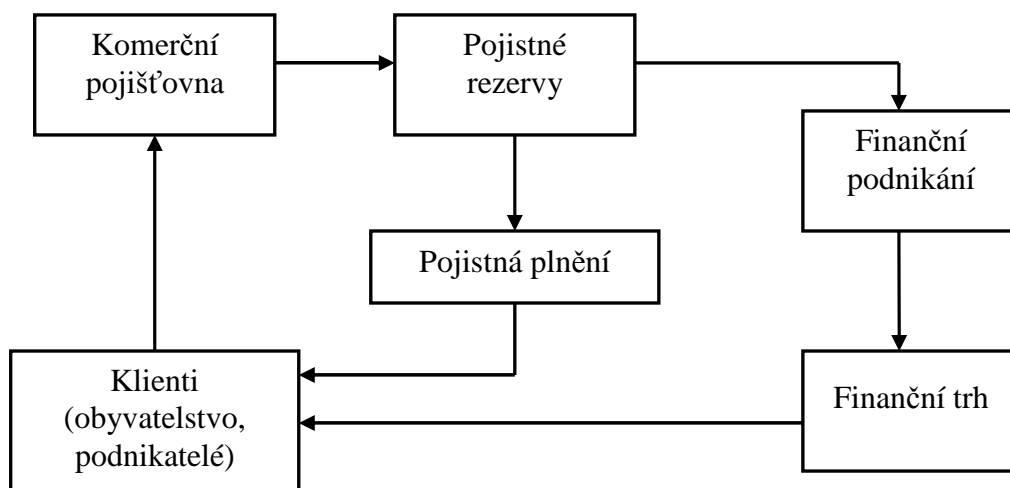 Komerční
pojišťovna
Pojistné
rezervy
Finanční
podnikání
Pojistná plnění
Klienti
(obyvatelstvo,
podnikatelé)
Finanční trh